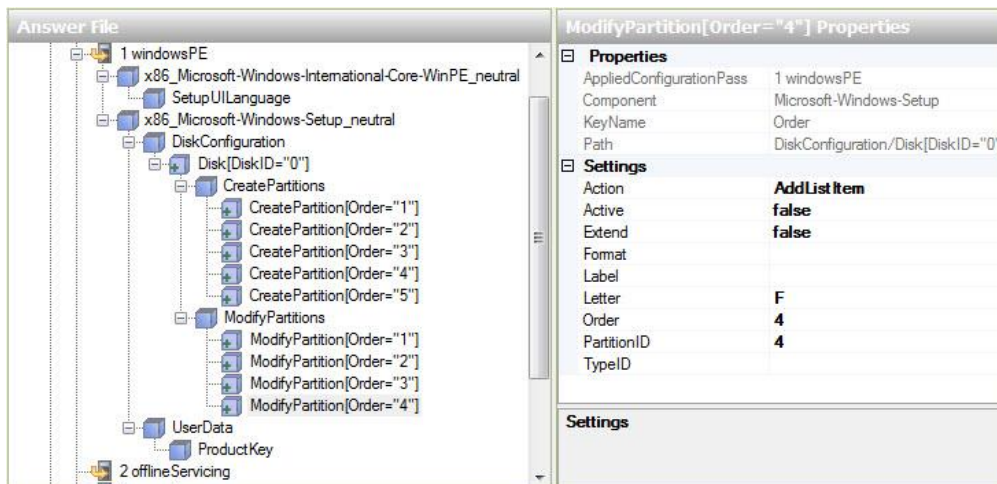 Answer File
1 windowsPE
x86_Microsoft-Windows-International-Core-WinPE_neutral
SetupUILanguage
x86_Microsoft-Windows-Setup_neutral
DiskConfiguration
Disk[DiskID="0"]
CreatePartitions
CreatePartition[Order="1"]
CreatePartition[Order="2"]
CreatePartition[Order="3"]
CreatePartition[Order="4"]
CreatePartition[Order="5"]
ModifyPartitions
ModifyPartition[Order="1"]
ModifyPartition[Order="2"]
ModifyPartition[Order="3"]
ModifyPartition[Order="4"]
UserData
ProductKey
2 offlineServicing
ModifyPartition[Order="4"] Properties
Properties
AppliedConfigurationPass 1 windowsPE
Component Microsoft-Windows-Setup
KeyName Order
Path DiskConfiguration/Disk[DiskID="0"
Settings
Action AddListItem
Active false
Extend false
Format
Label
Letter F
Order 4
PartitionID 4
TypeID
Settings